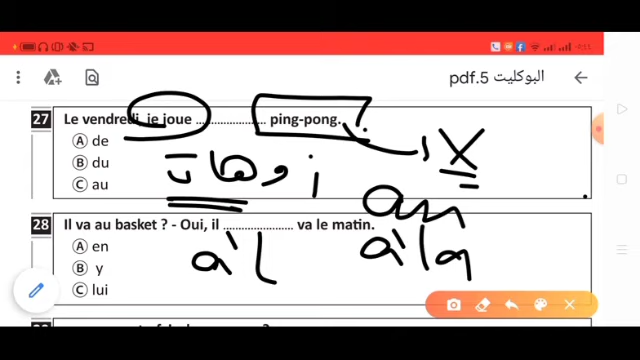 البوكليت 5.pdf
27 Le vendredi, je joue ........................ ping-pong.
A de
B du
C au
au
28 Il va au basket ? - Oui, il ...................... va le matin.
à l
à la
A en
B y
C lui